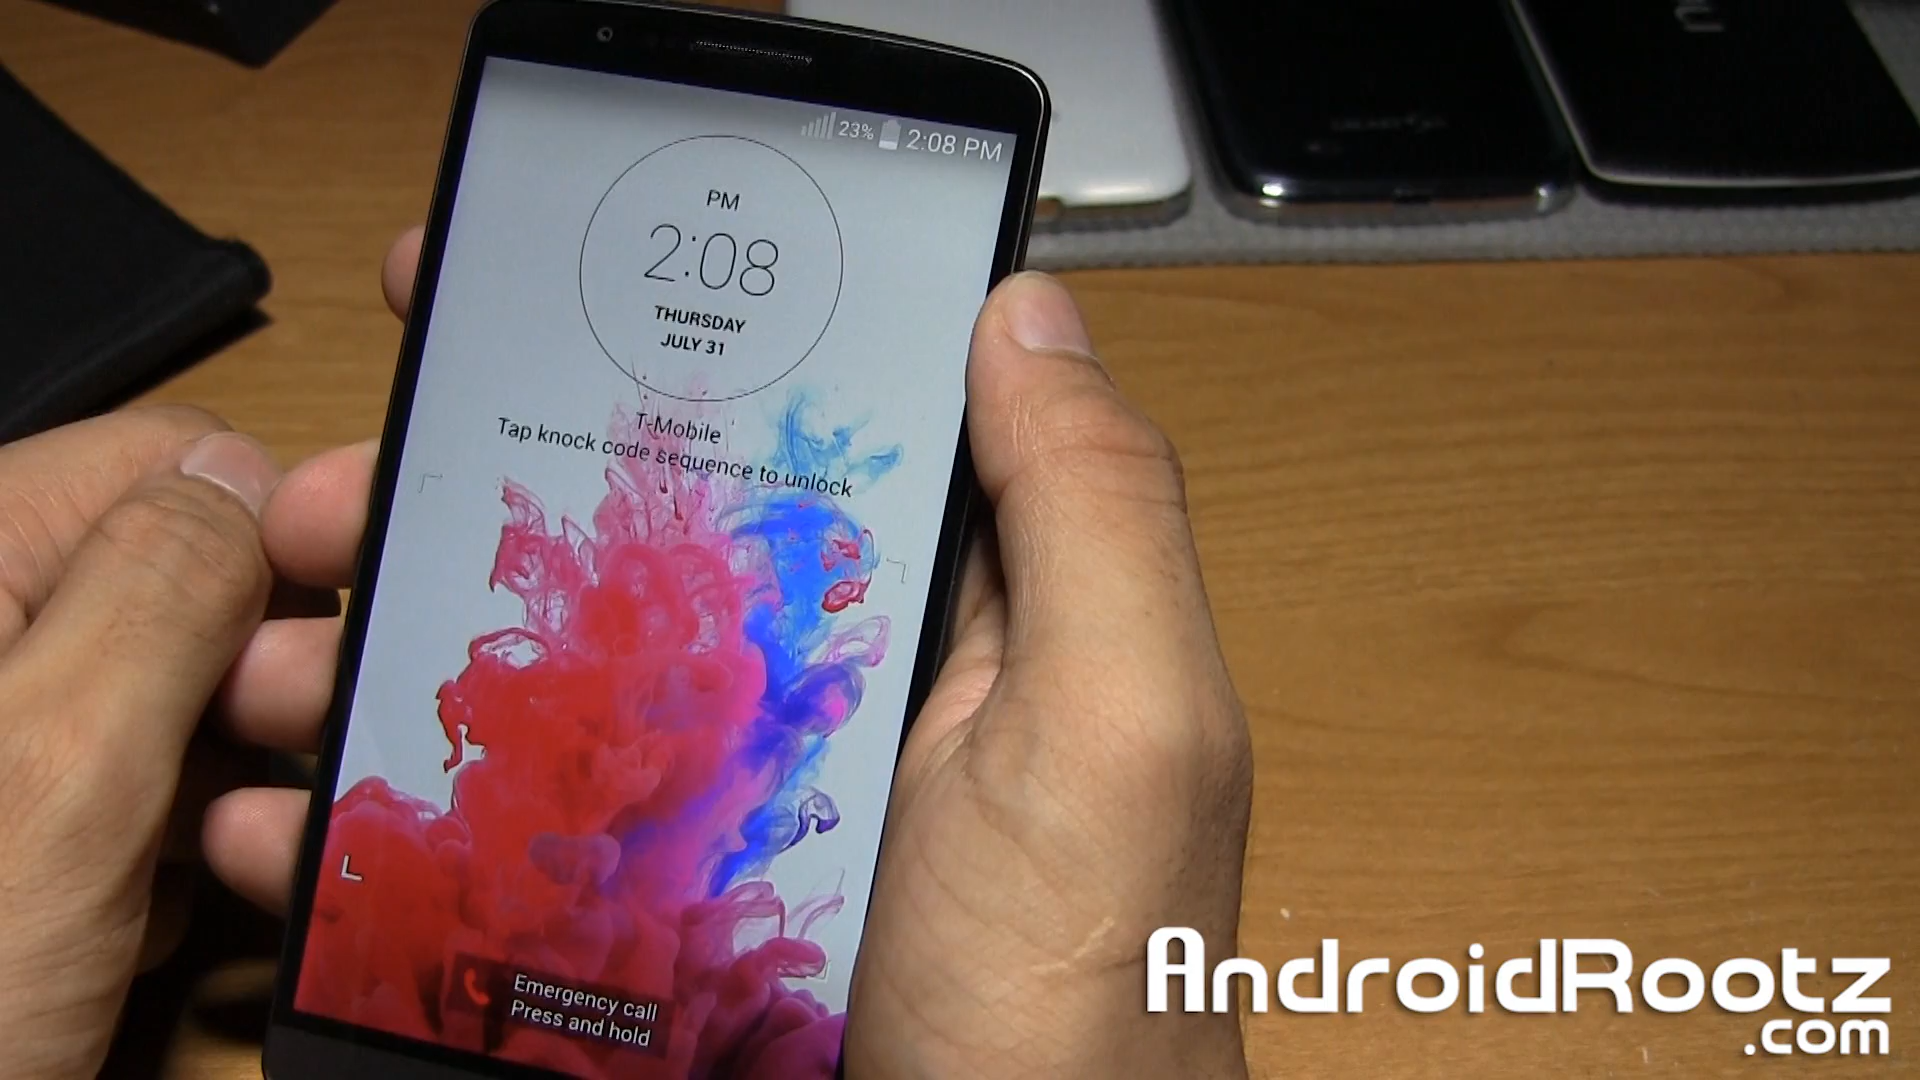 23% 2:08 PM
PM
2:08
THURSDAY
JULY 31
T-Mobile
Tap knock code sequence to unlock
Emergency call
Press and hold
AndroidRootz
.com